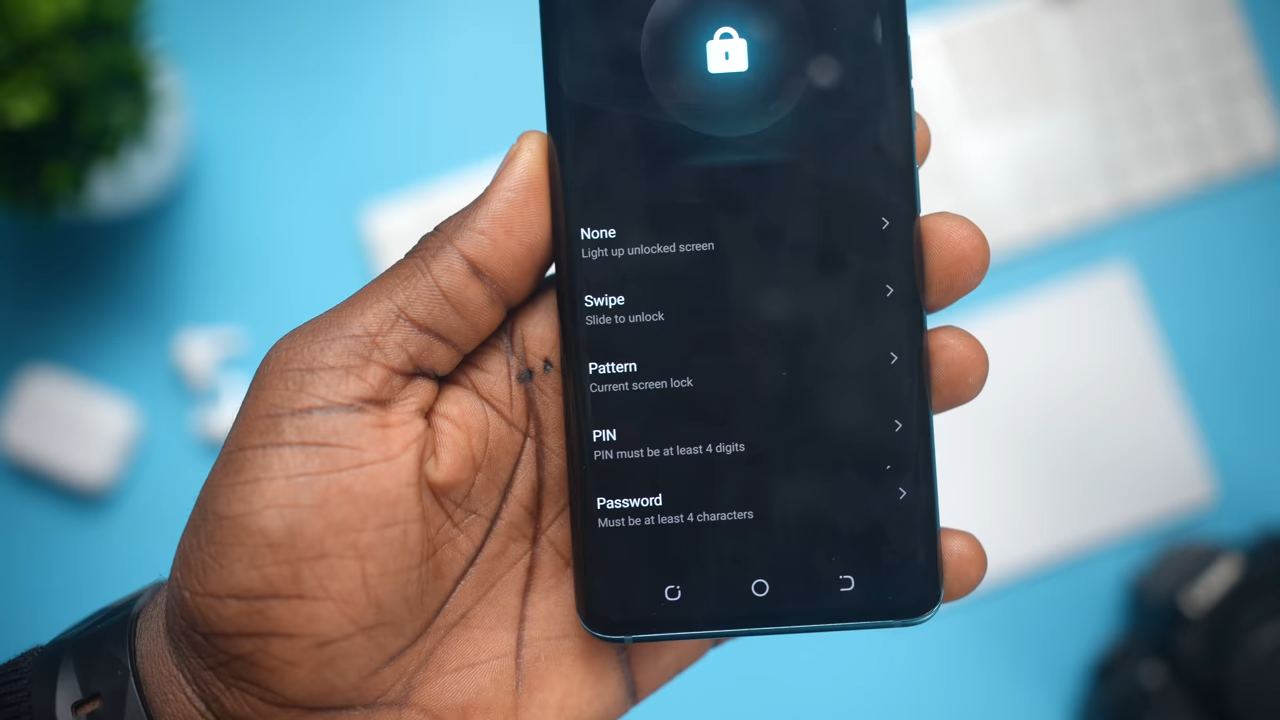 None
Light up unlocked screen
Swipe
Slide to unlock
Pattern
Current screen lock
PIN
PIN must be at least 4 digits
Password
Must be at least 4 characters